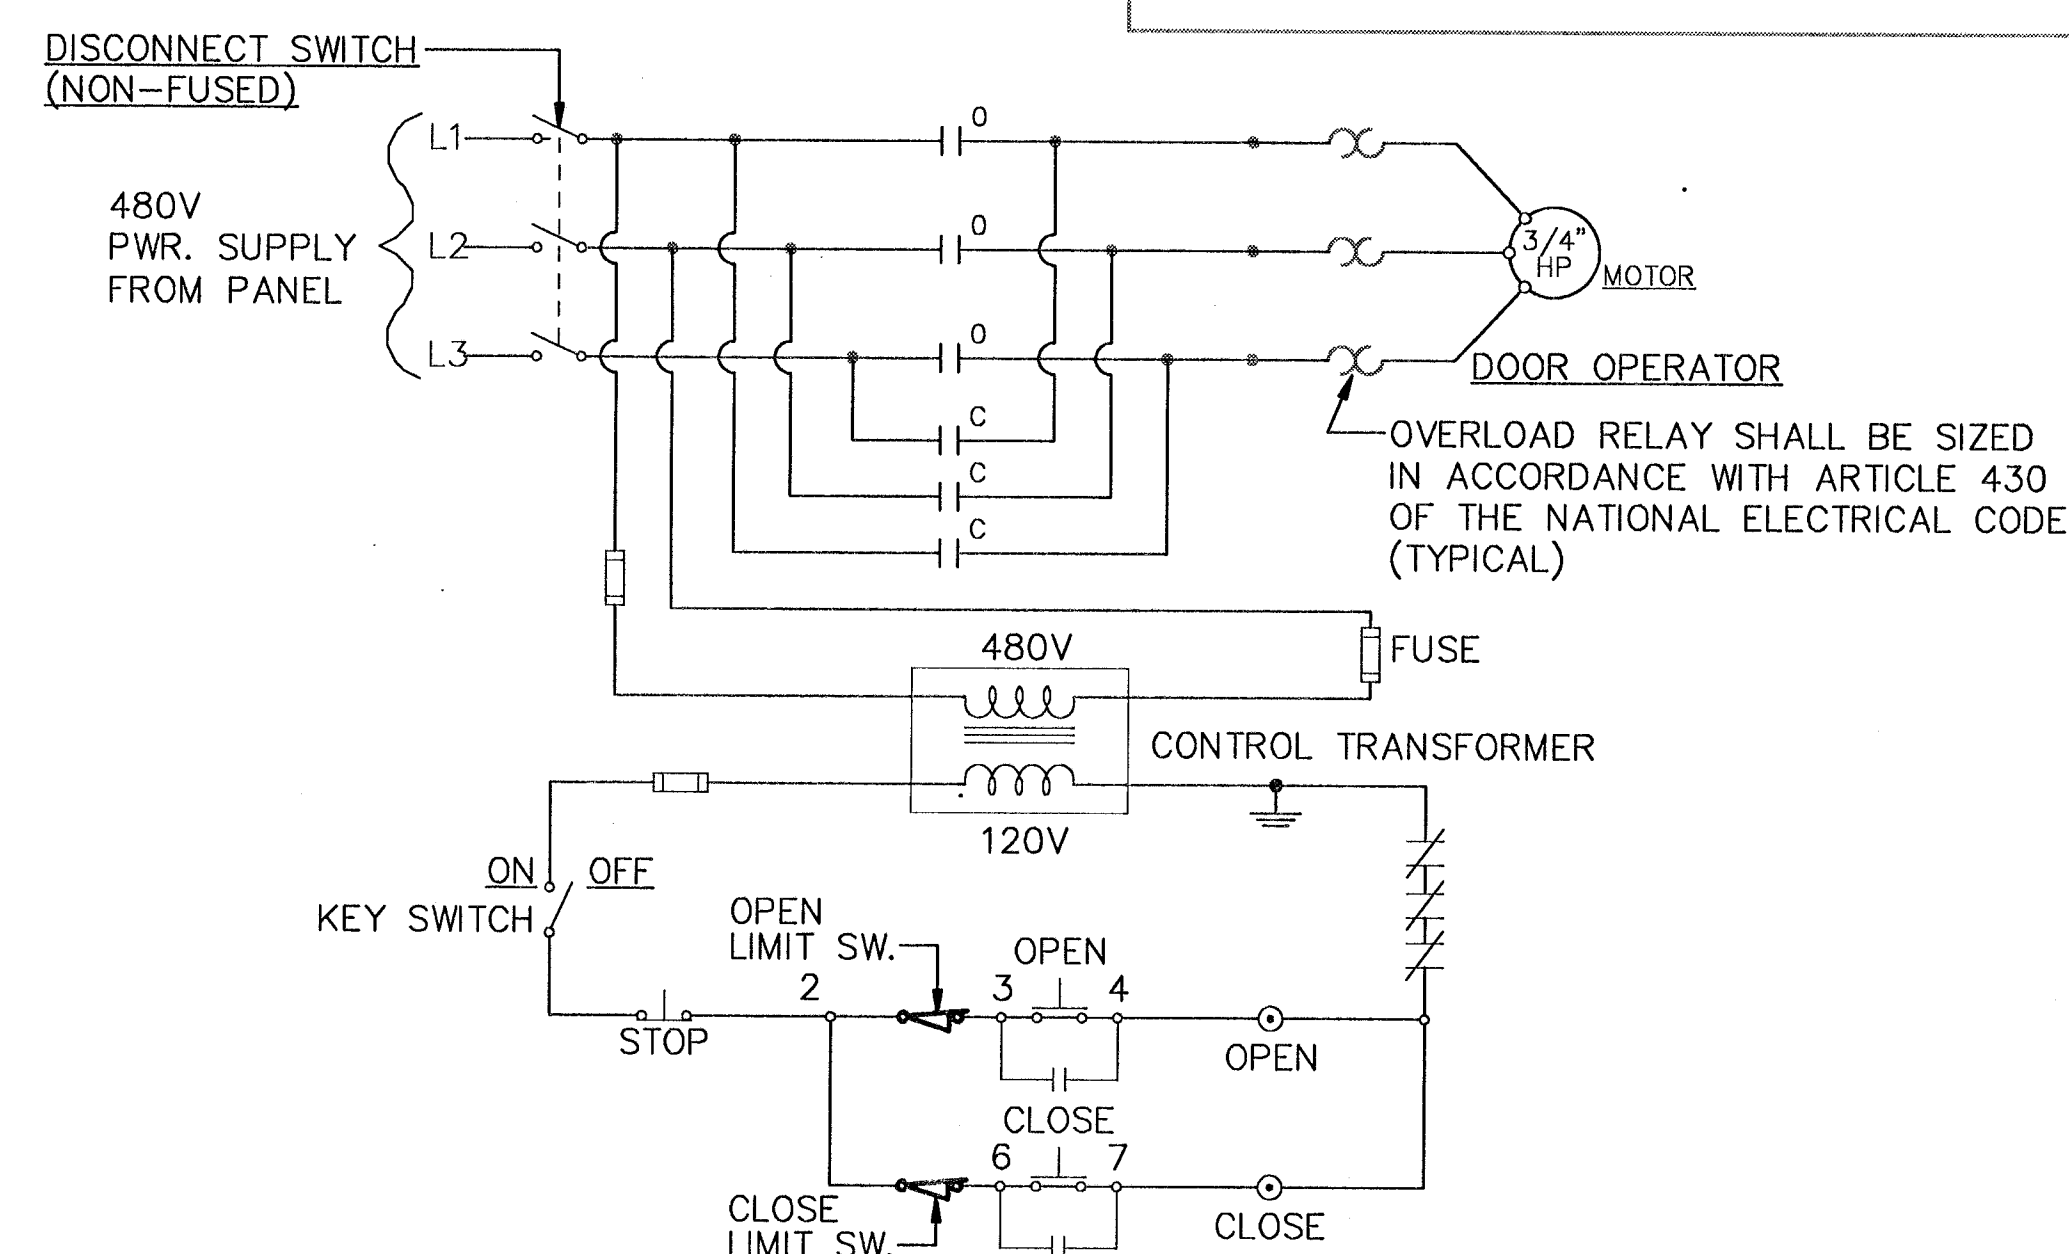 DISCONNECT SWITCH
(NON-FUSED)
L1
O
480V
PWR. SUPPLY
FROM PANEL
L2
O
3/4"
HP
MOTOR
L3
O
DOOR OPERATOR
C
OVERLOAD RELAY SHALL BE SIZED
IN ACCORDANCE WITH ARTICLE 430
OF THE NATIONAL ELECTRICAL CODE
(TYPICAL)
C
C
480V
FUSE
CONTROL TRANSFORMER
120V
ON OFF
KEY SWITCH
OPEN
LIMIT SW.
OPEN
2
3
4
STOP
OPEN
CLOSE
6
7
CLOSE
LIMIT SW.
CLOSE